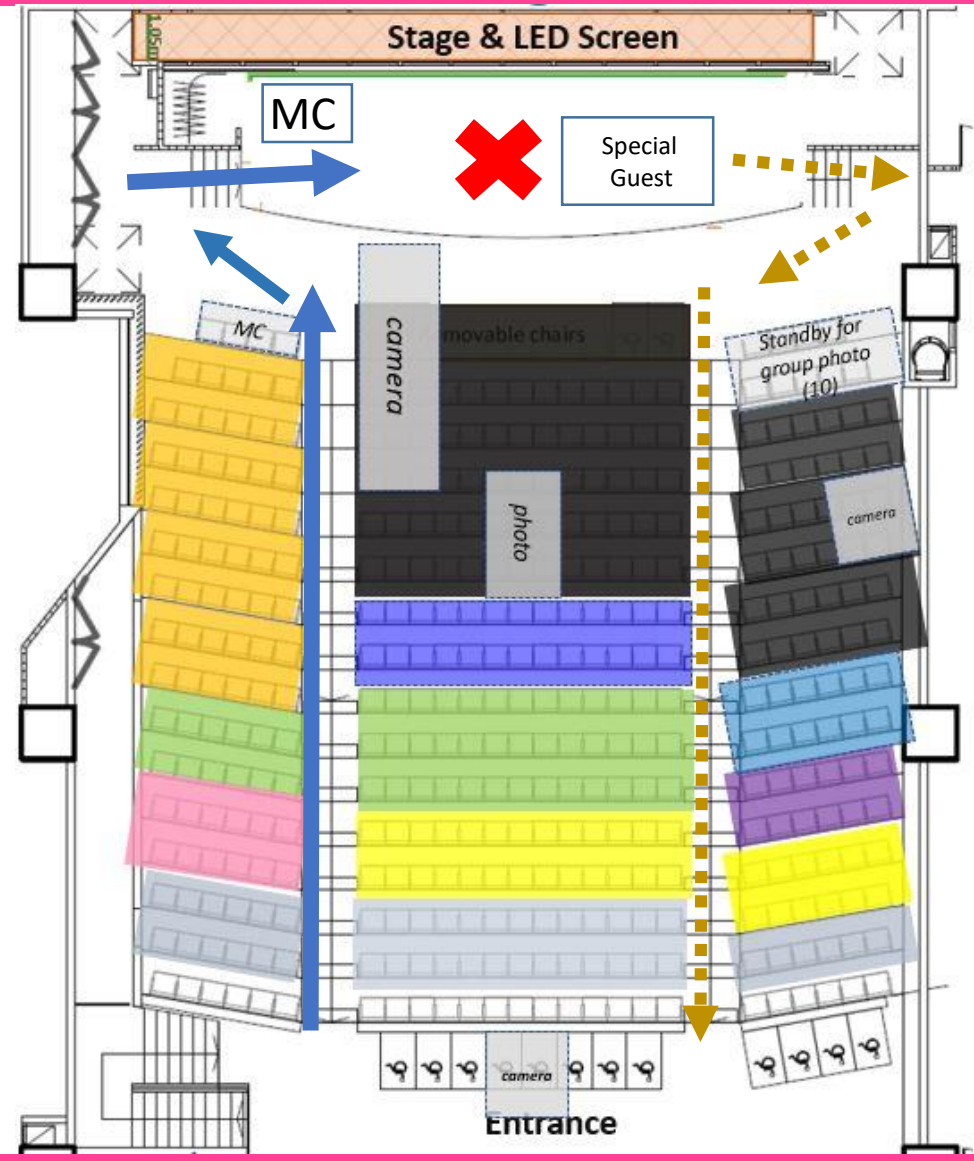 1.05m
Stage & LED Screen
MC
Special
Guest
MC
camera
movable chairs
Standby for
group photo
(10)
photo
camera
camera
Entrance